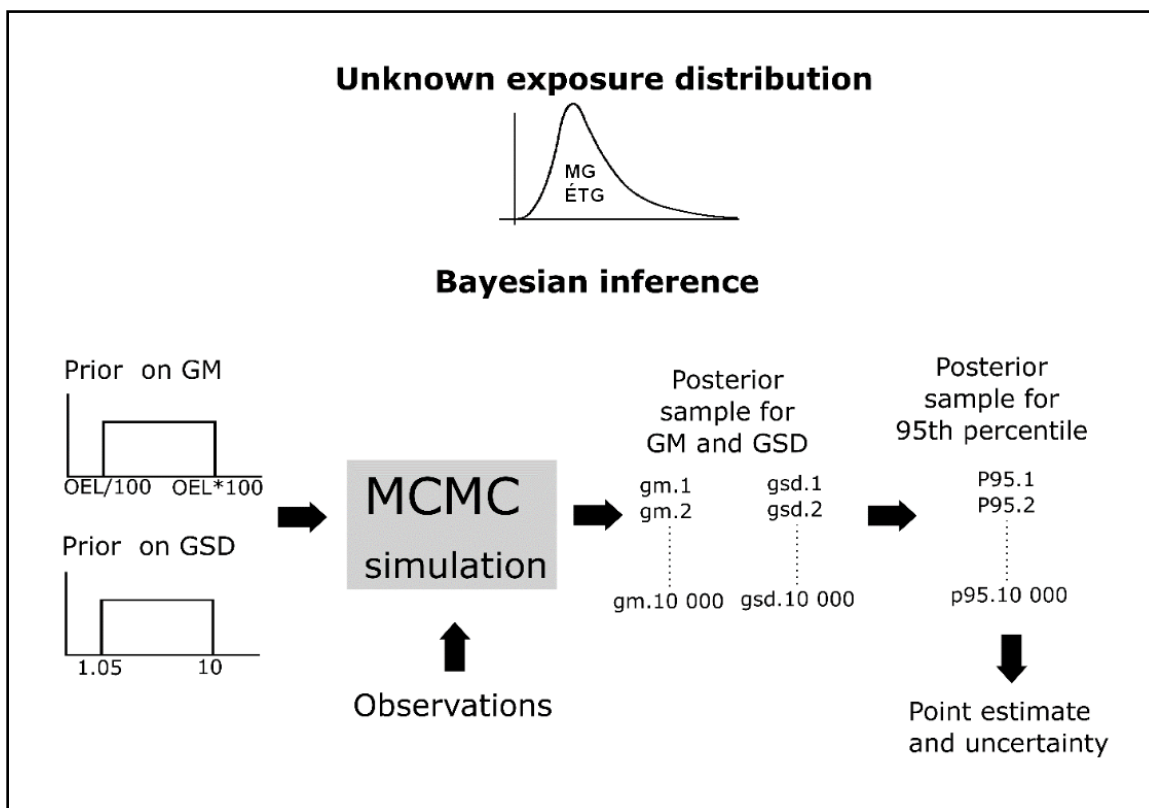 Unknown exposure distribution
MG
ÉTG
Bayesian inference
Prior on GM
OEL/100 OEL*100
Prior on GSD
1.05 10
MCMC
simulation
Observations
Posterior
sample for
GM and GSD
gm.1 gsd.1
gm.2 gsd.2
gm.10 000 gsd.10 000
Posterior
sample for
95th percentile
P95.1
P95.2
p95.10 000
Point estimate
and uncertainty